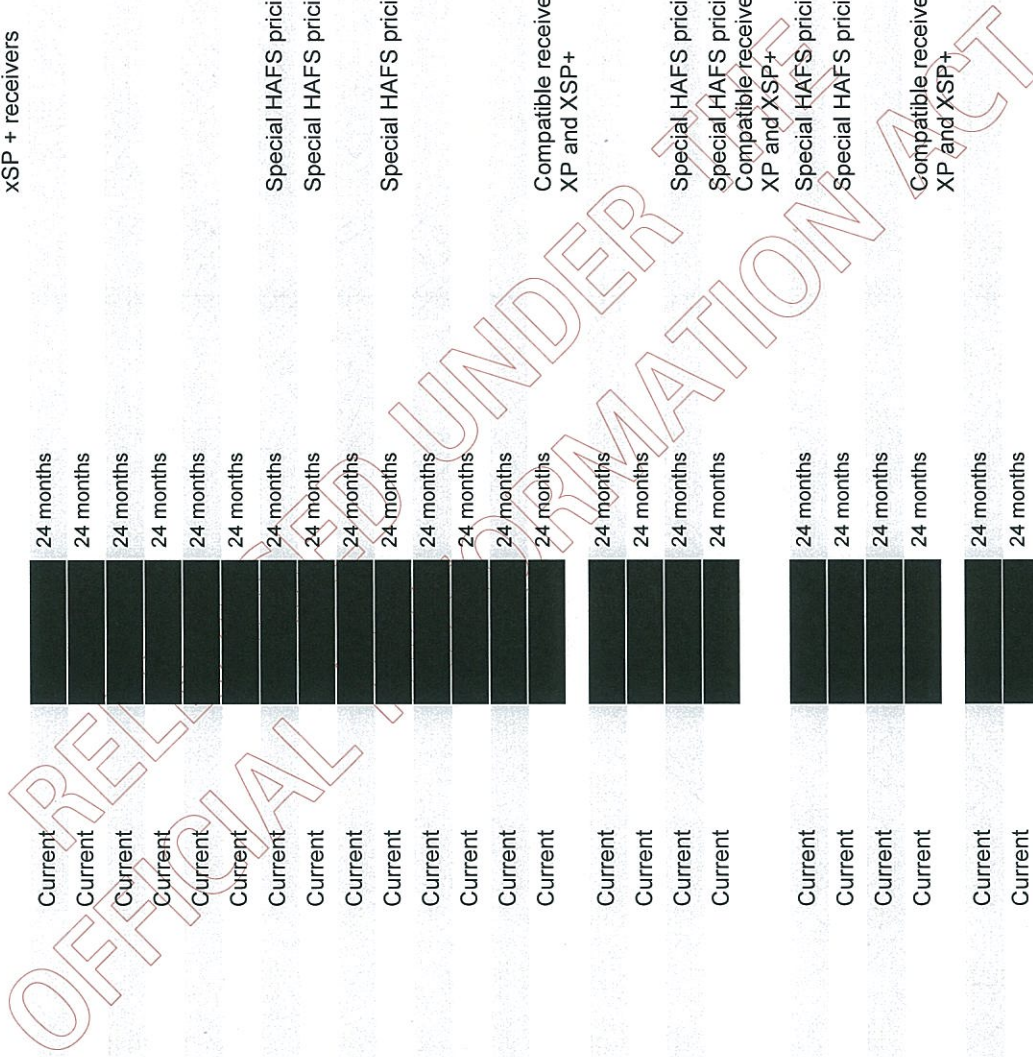 xSP + receivers
Current 24 months
Current 24 months
Current 24 months
Current 24 months
Current 24 months
Current 24 months
Current 24 months Special HAFS prici
Current 24 months Special HAFS prici
Current 24 months
Current 24 months Special HAFS prici
Current 24 months
Current 24 months
Current 24 months
Current 24 months Compatible receive
XP and XSP+
Current 24 months
Current 24 months
Current 24 months Special HAFS prici
Current 24 months Special HAFS prici
Compatible receive
XP and XSP+
Current 24 months Special HAFS prici
Current 24 months Special HAFS prici
Current 24 months
Current 24 months Compatible receive
XP and XSP+
Current 24 months
Current 24 months
RELEASED UNDER THE
OFFICIAL INFORMATION ACT